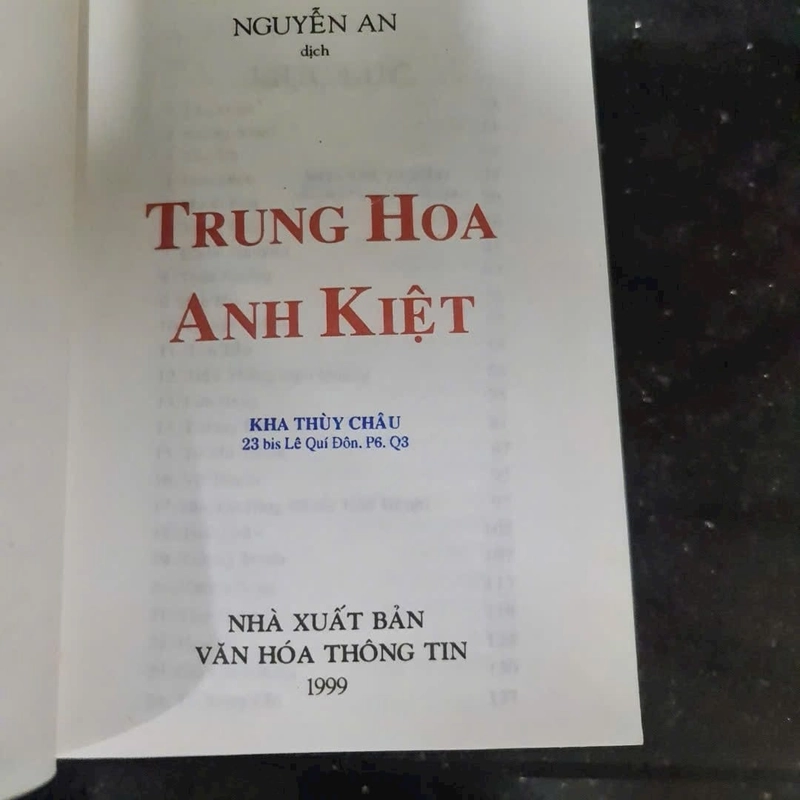 NGUYỄN AN
dịch
TRUNG HOA
ANH KIỆT
KHA THÙY CHÂU
23 bis Lê Quí Đôn. P6. Q3
NHÀ XUẤT BẢN
VĂN HÓA THÔNG TIN
1999